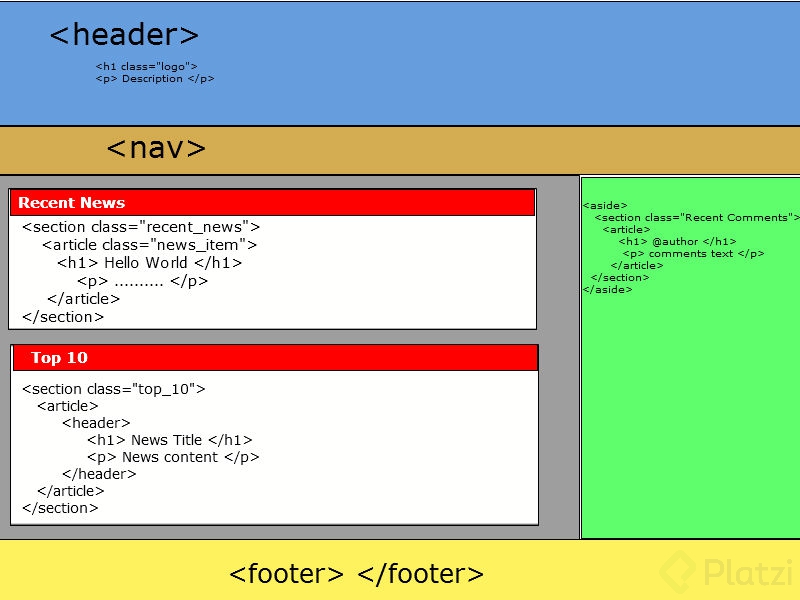 <header>
<h1 class="logo">
<p> Description </p>
<nav>
Recent News
<section class="recent_news">
<article class="news_item">
<h1> Hello World </h1>
<p> .......... </p>
</article>
</section>
Top 10
<section class="top_10">
<article>
<header>
<h1> News Title </h1>
<p> News content </p>
</header>
</article>
</section>
<aside>
<section class="Recent Comments">
<article>
<h1> @author </h1>
<p> comments text </p>
</article>
</section>
</aside>
<footer> </footer>
Platzi